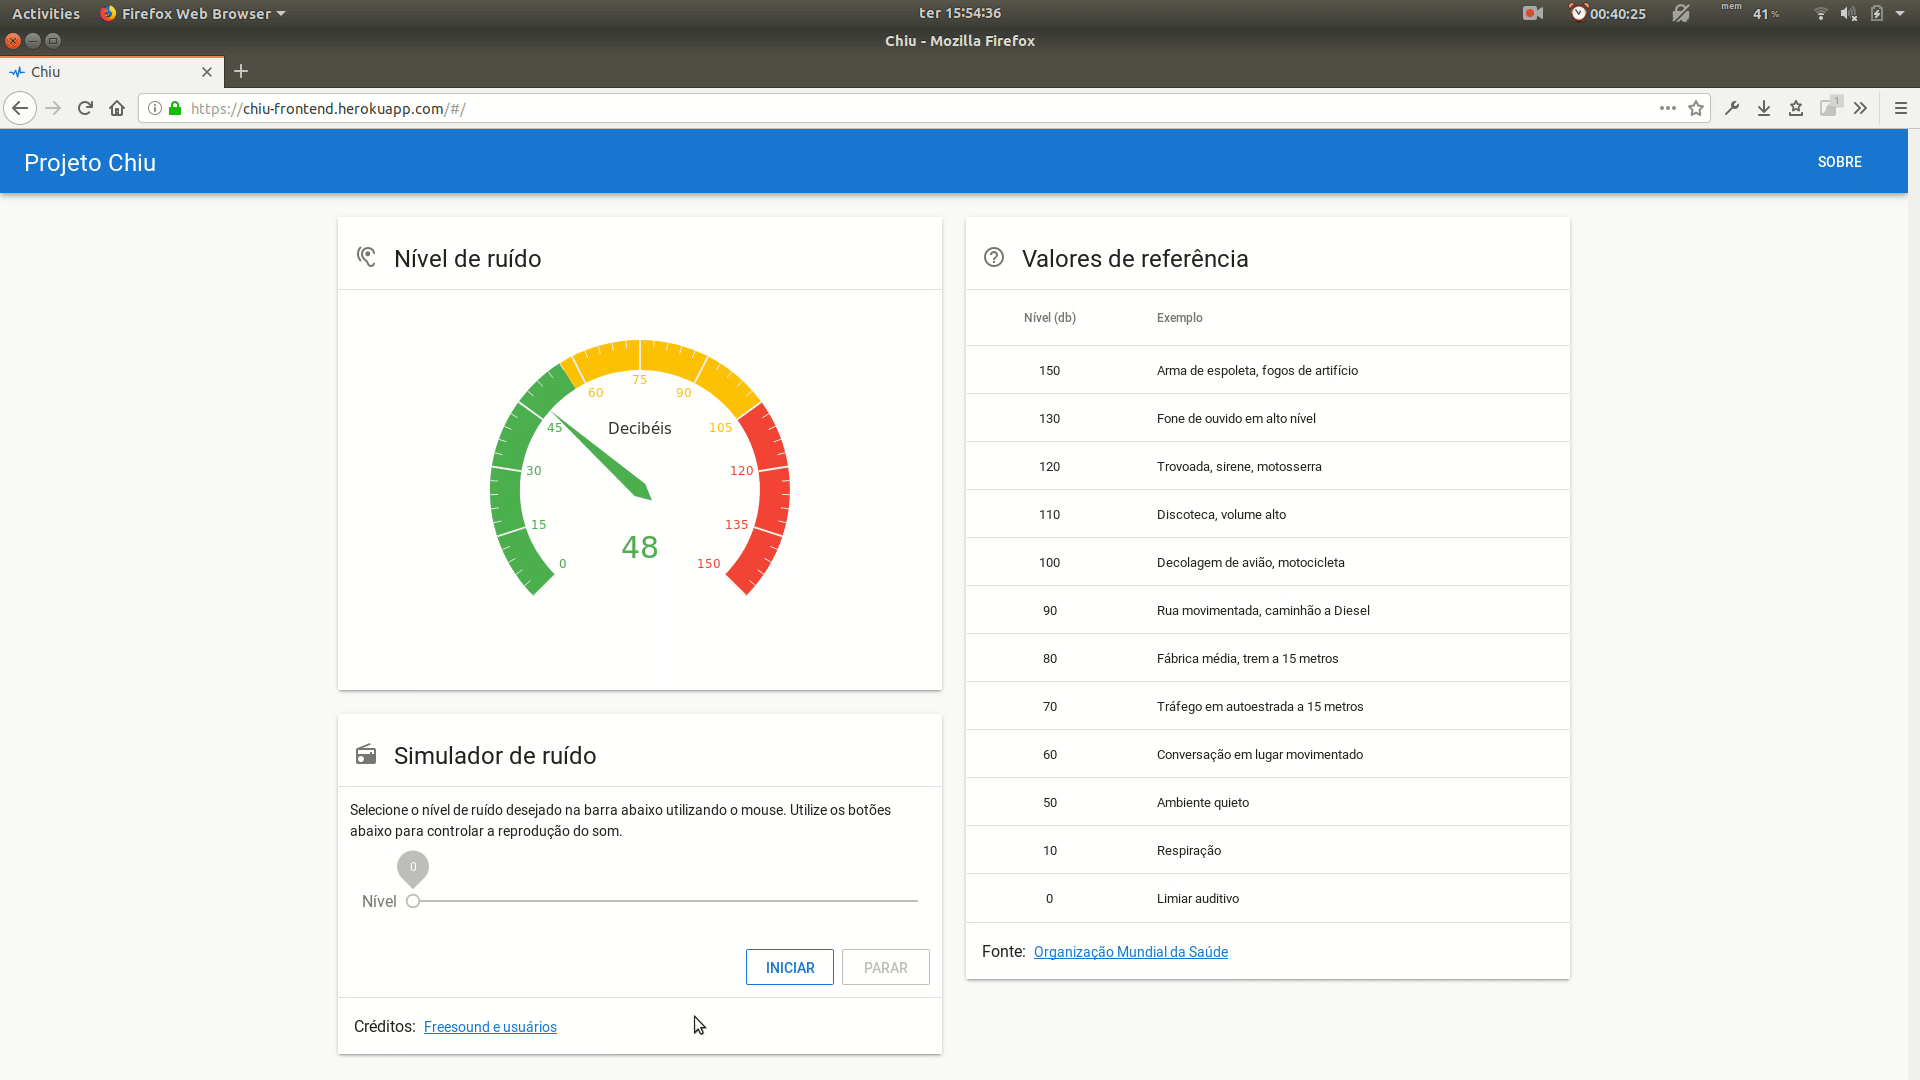 Activities Firefox Web Browser ter 15:54:36 00:40:25 mem 41 %
Chiu - Mozilla Firefox
Chiu
https://chiu-frontend.herokuapp.com/#/ 1
Projeto Chiu SOBRE
Nível de ruído
0
15
30
45
60
75
90
105
120
135
150
Decibéis
48
Simulador de ruído
Selecione o nível de ruído desejado na barra abaixo utilizando o mouse. Utilize os botões
abaixo para controlar a reprodução do som.
0
Nível
INICIAR PARAR
Créditos: Freesound e usuários
Valores de referência
Nível (db) Exemplo
150 Arma de espoleta, fogos de artifício
130 Fone de ouvido em alto nível
120 Trovoada, sirene, motosserra
110 Discoteca, volume alto
100 Decolagem de avião, motocicleta
90 Rua movimentada, caminhão a Diesel
80 Fábrica média, trem a 15 metros
70 Tráfego em autoestrada a 15 metros
60 Conversação em lugar movimentado
50 Ambiente quieto
10 Respiração
0 Limiar auditivo
Fonte: Organização Mundial da Saúde